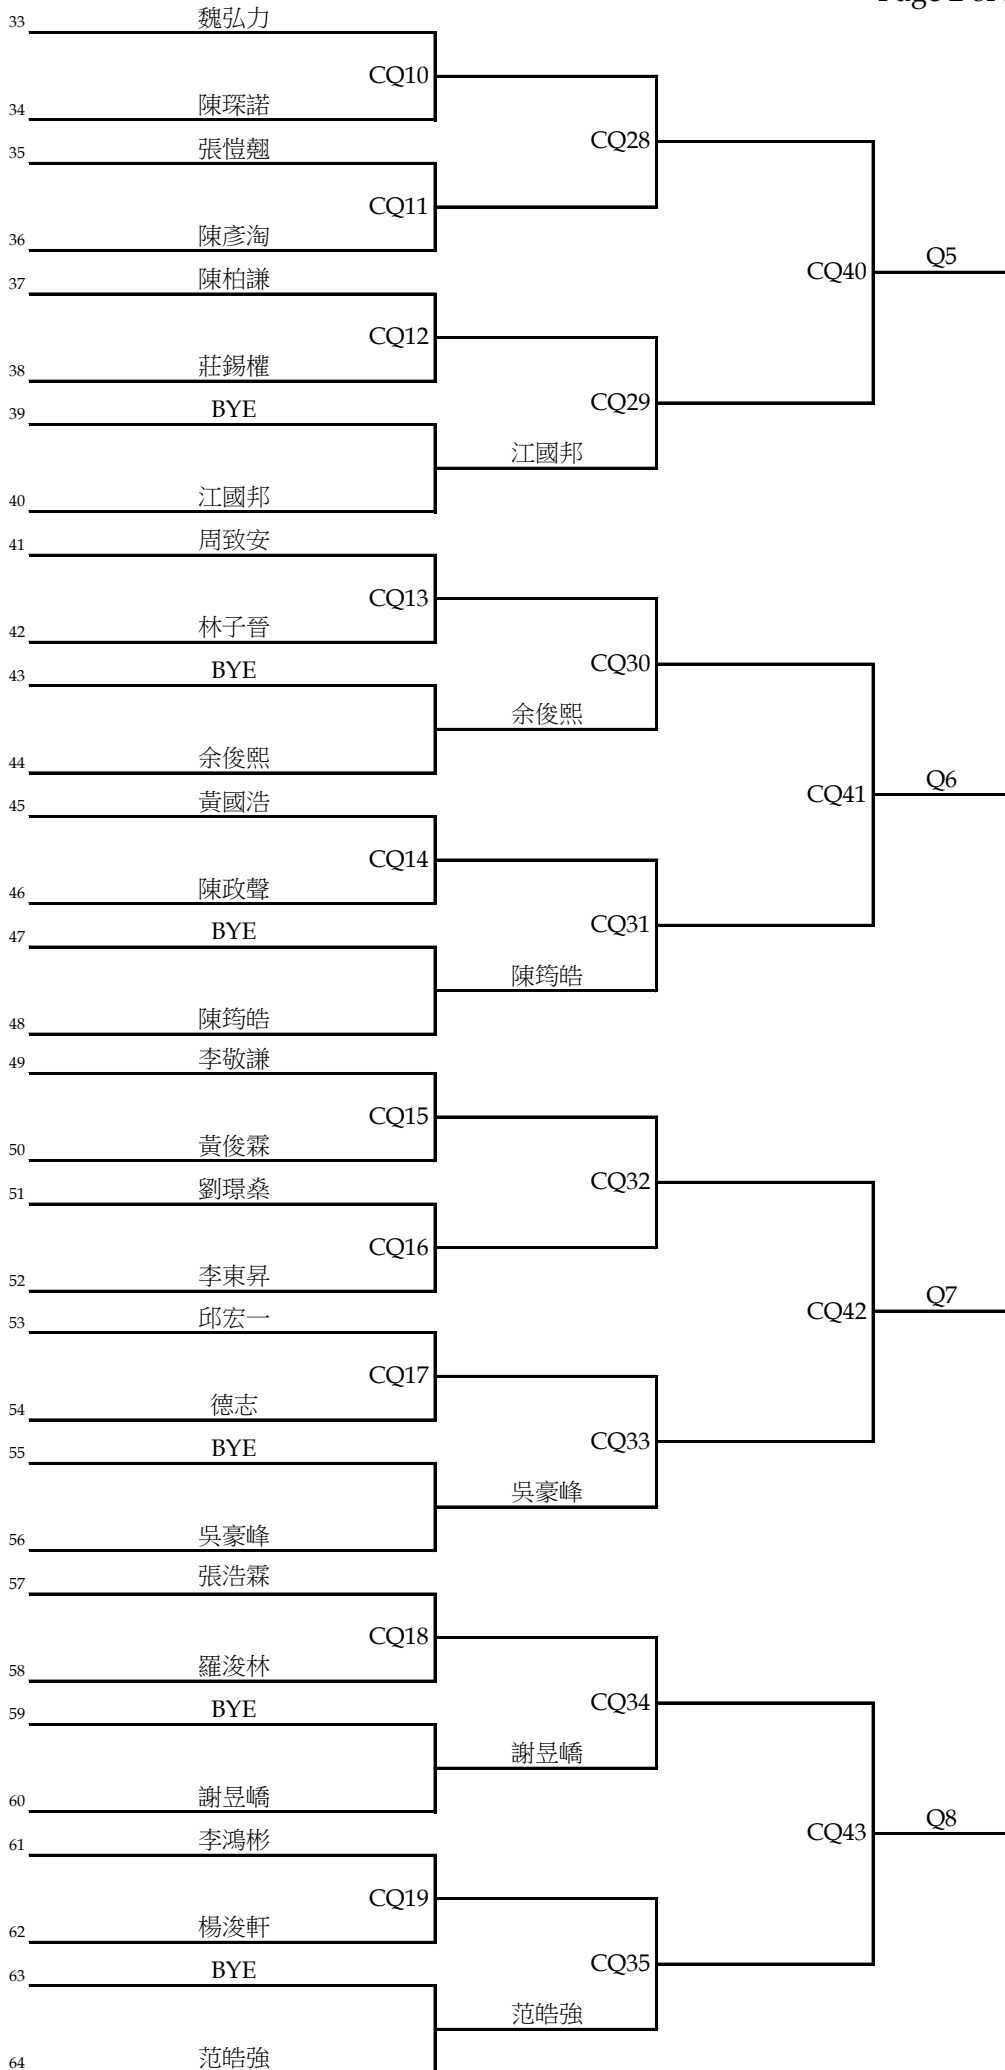 33 魏弘力
CQ10
34 陳琛諾
CQ28
35 張愷翹
CQ11
36 陳彥淘
CQ40 Q5
37 陳柏謙
CQ12
38 莊錫權
CQ29
39 BYE
江國邦
40 江國邦
41 周致安
CQ13
42 林子晉
CQ30
43 BYE
余俊熙
44 余俊熙
CQ41 Q6
45 黃國浩
CQ14
46 陳政聲
CQ31
47 BYE
陳筠皓
48 陳筠皓
49 李敬謙
CQ15
50 黃俊霖
CQ32
51 劉璟燊
CQ16
52 李東昇
CQ42 Q7
53 邱宏一
CQ17
54 德志
CQ33
55 BYE
吳豪峰
56 吳豪峰
57 張浩霖
CQ18
58 羅浚林
CQ34
59 BYE
謝昱嶠
60 謝昱嶠
CQ43 Q8
61 李鴻彬
CQ19
62 楊浚軒
CQ35
63 BYE
范皓強
64 范皓強